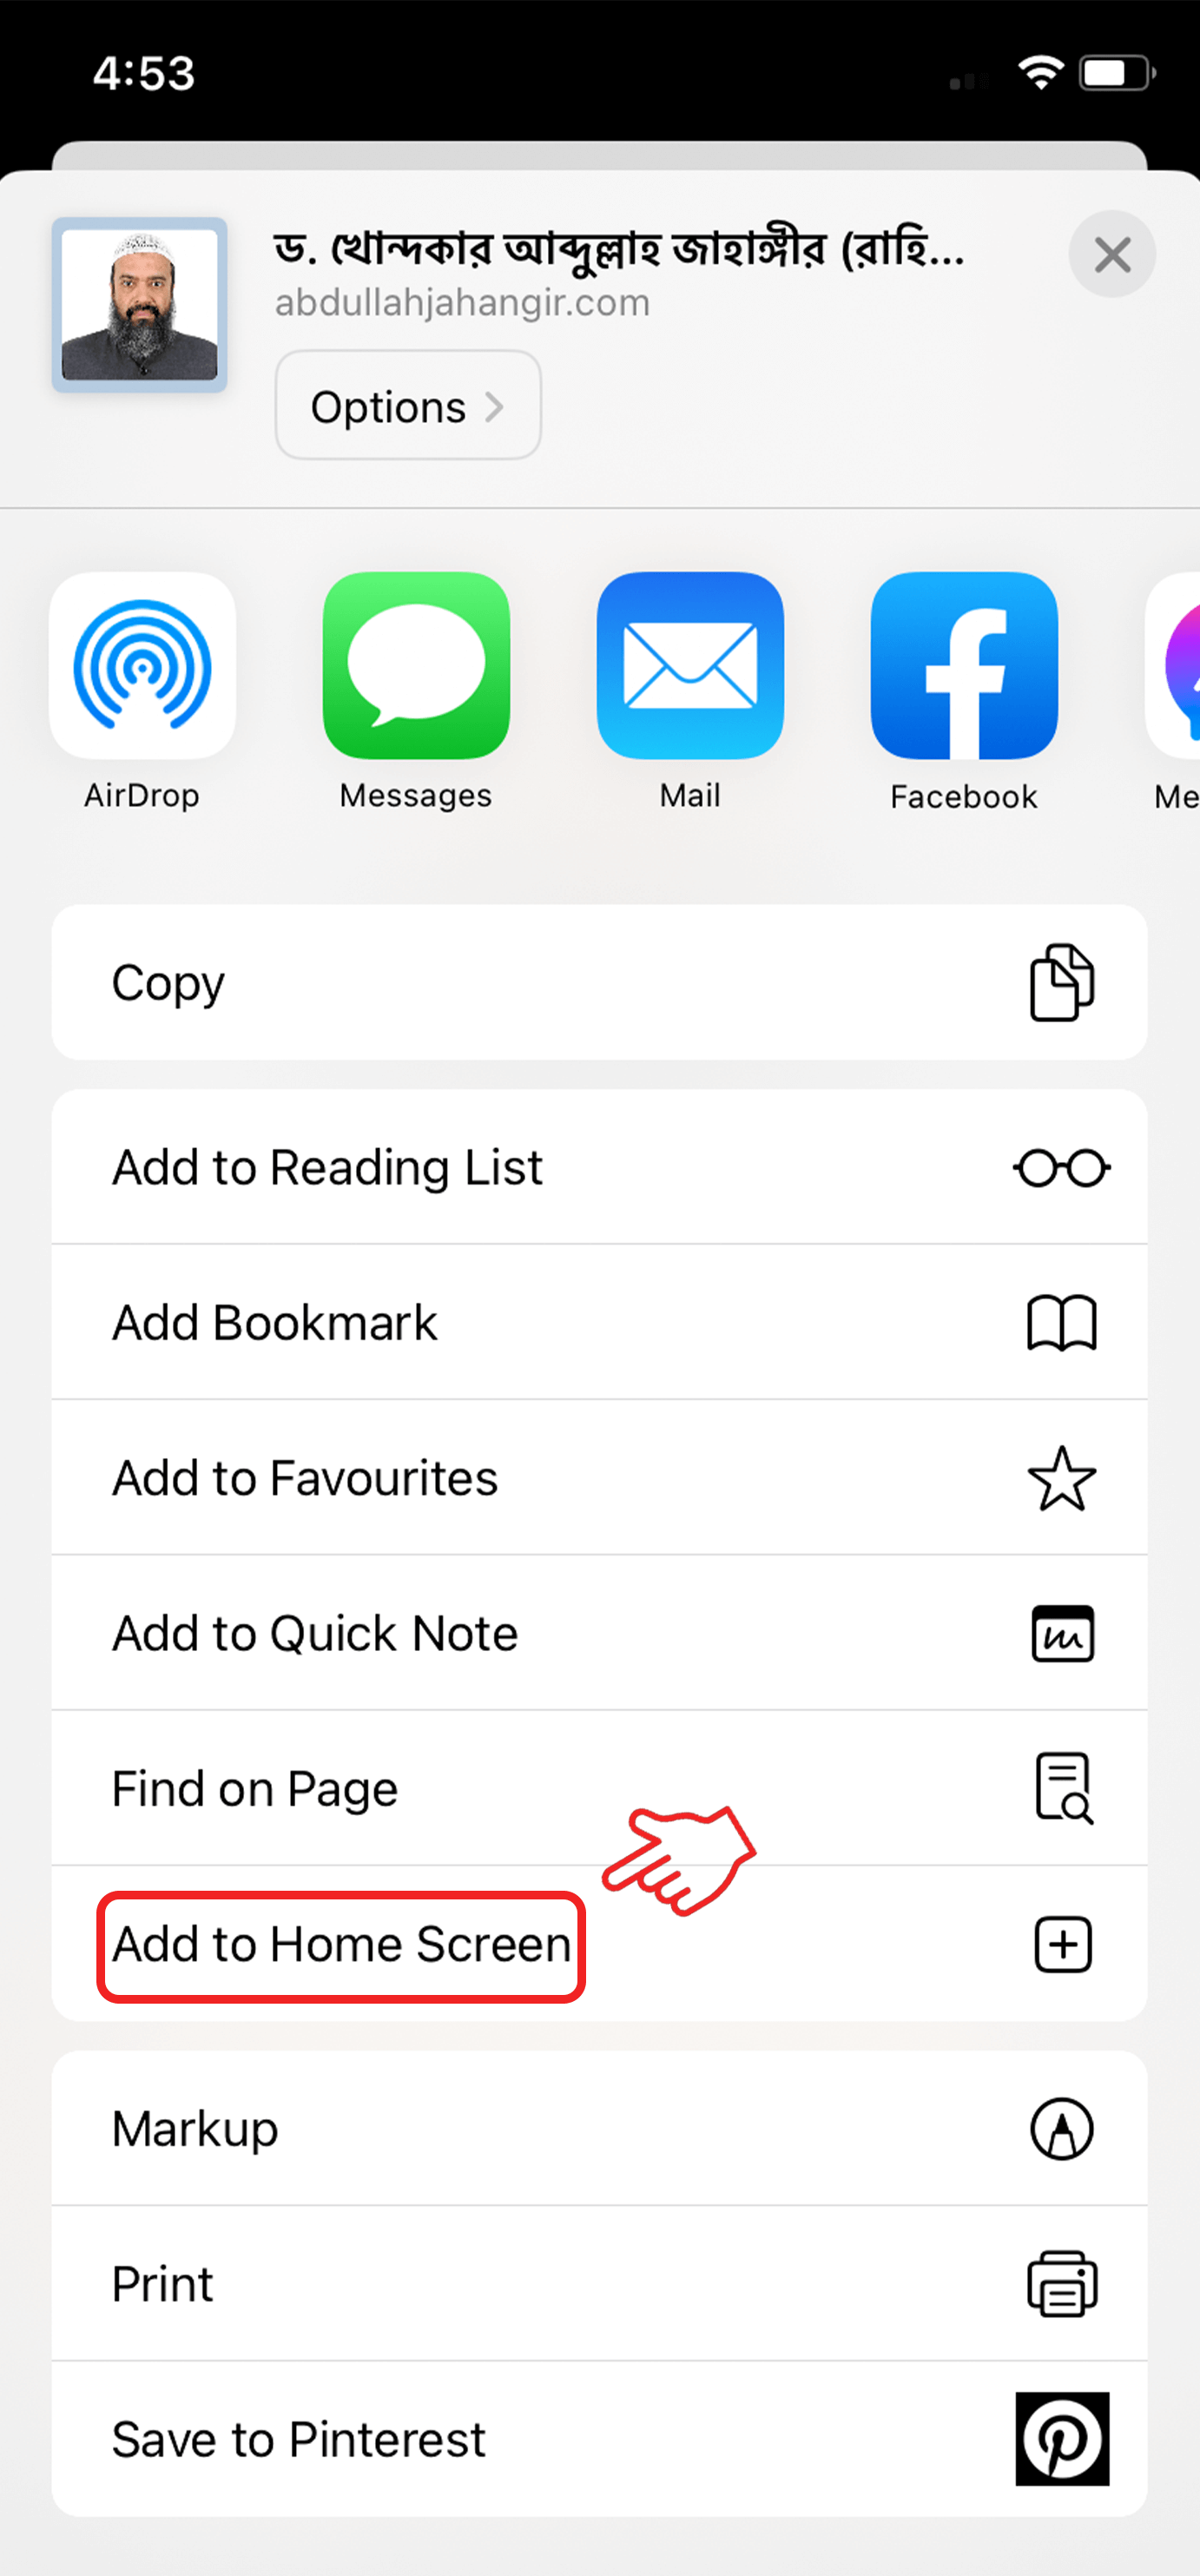 4:53
ড. খোন্দকার আব্দুল্লাহ জাহাঙ্গীর (রাহি...
abdullahjahangir.com
Options
AirDrop
Messages
Mail
Facebook
Me
Copy
Add to Reading List
Add Bookmark
Add to Favourites
Add to Quick Note
Find on Page
Add to Home Screen
Markup
Print
Save to Pinterest